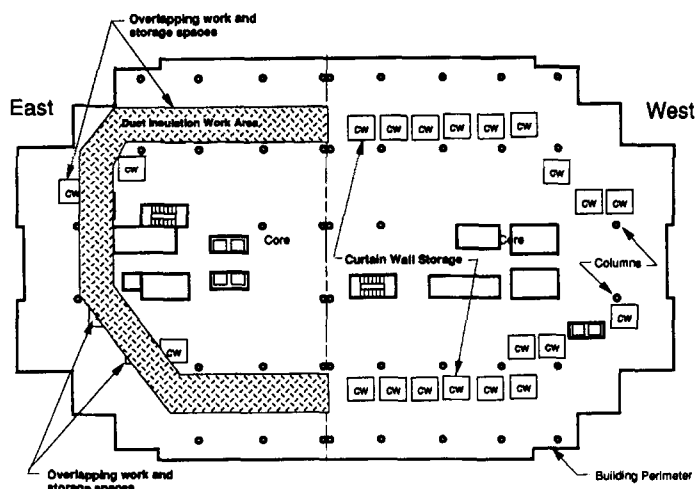 Overlapping work and
storage spaces
East
West
Duct Insulation Work Area
CW CW CW CW CW CW
CW
CW
CW
CW CW
Core
Core
Curtain Wall Storage
Columns
CW
CW
CW CW
CW CW CW CW CW CW
Overlapping work and
storage spaces
Building Perimeter